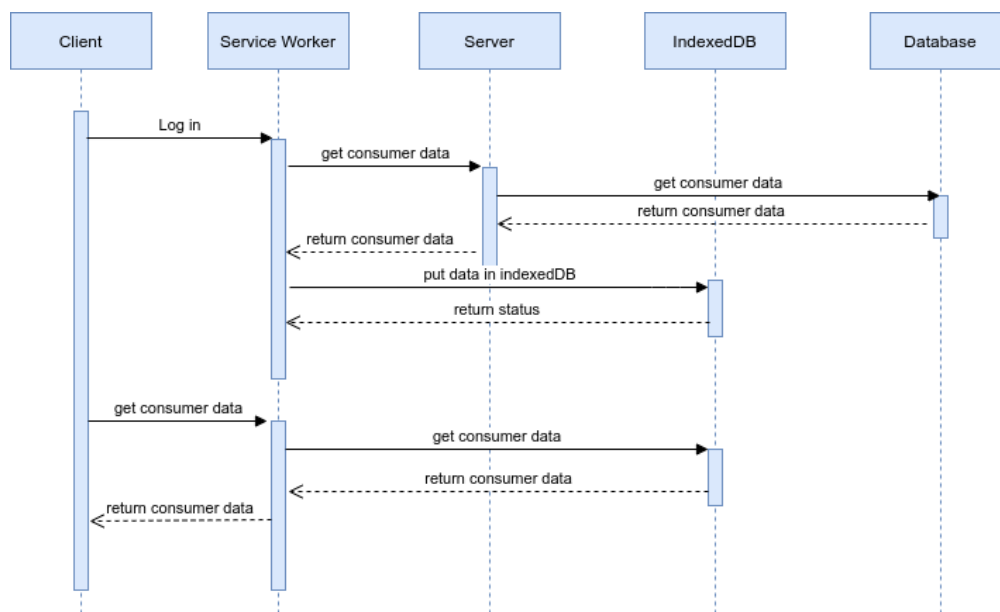 Client
Service Worker
Server
IndexedDB
Database
Log in
get consumer data
get consumer data
return consumer data
return consumer data
put data in indexedDB
return status
get consumer data
get consumer data
return consumer data
return consumer data